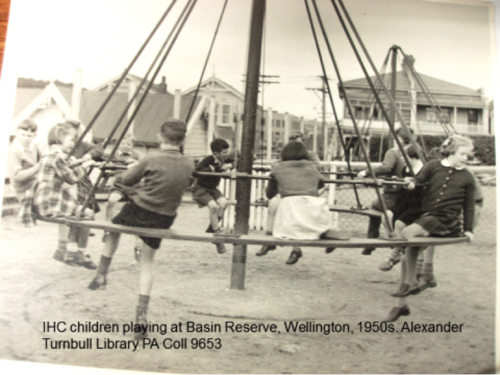 IHC children playing at Basin Reserve, Wellington, 1950s. Alexander
Turnbull Library PA Coll 9653